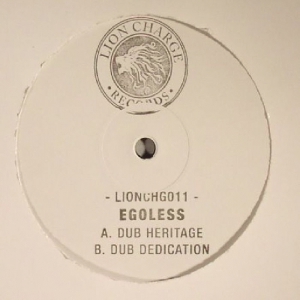 LION CHARGE
· RECORDS ·
- LIONCHG011 -
EGOLESS
A. DUB HERITAGE
B. DUB DEDICATION